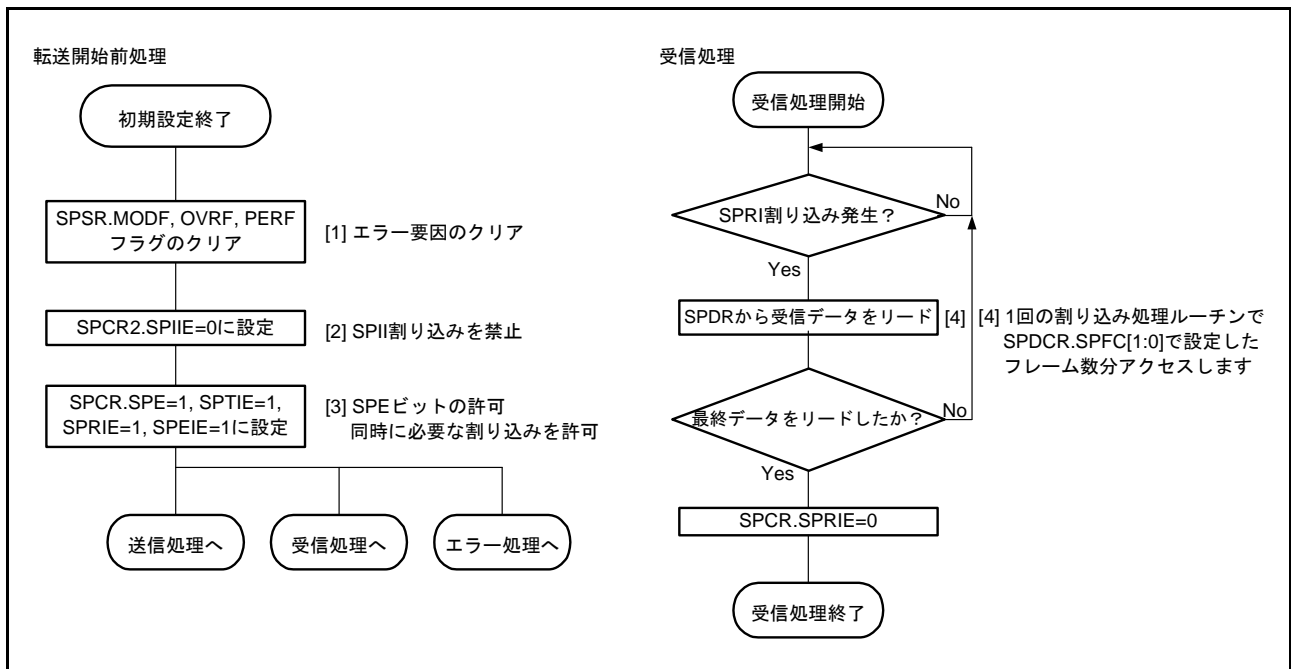 転送開始前処理
初期設定終了
SPSR.MODF, OVRF, PERF
フラグのクリア
[1] エラー要因のクリア
SPCR2.SPIIE=0に設定
[2] SPII割り込みを禁止
SPCR.SPE=1, SPTIE=1,
SPRIE=1, SPEIE=1に設定
[3] SPEビットの許可
同時に必要な割り込みを許可
送信処理へ
受信処理へ
エラー処理へ
受信処理
受信処理開始
SPRI割り込み発生？
No
Yes
SPDRから受信データをリード
[4]
[4] 1回の割り込み処理ルーチンで
SPDCR.SPFC[1:0]で設定した
フレーム数分アクセスします
最終データをリードしたか？
No
Yes
SPCR.SPRIE=0
受信処理終了